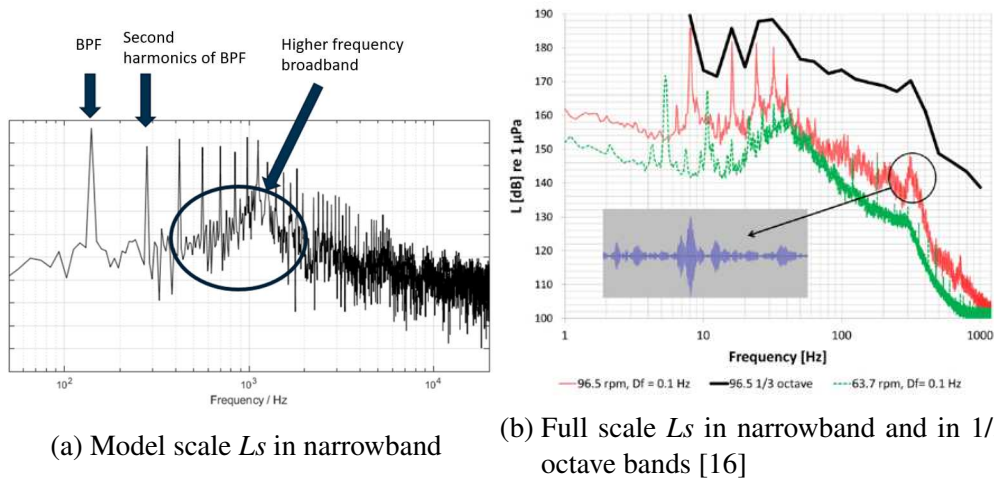 BPF
Second
harmonics of BPF
Higher frequency
broadband
10²
10³
10⁴
Frequency / Hz
(a) Model scale Ls in narrowband
190
180
170
160
150
140
130
120
110
100
L [dB] re 1 µPa
1
10
100
1000
Frequency [Hz]
96.5 rpm, Df = 0.1 Hz
96.5 1/3 octave
63.7 rpm, Df= 0.1 Hz
(b) Full scale Ls in narrowband and in 1/
octave bands [16]